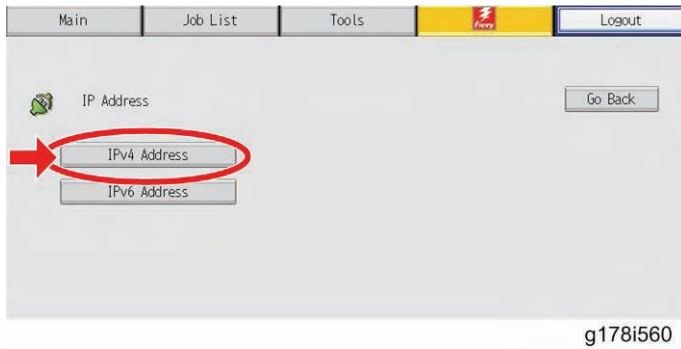 Main
Job List
Tools
fiery
Logout
IP Address
Go Back
IPv4 Address
IPv6 Address
g178i560